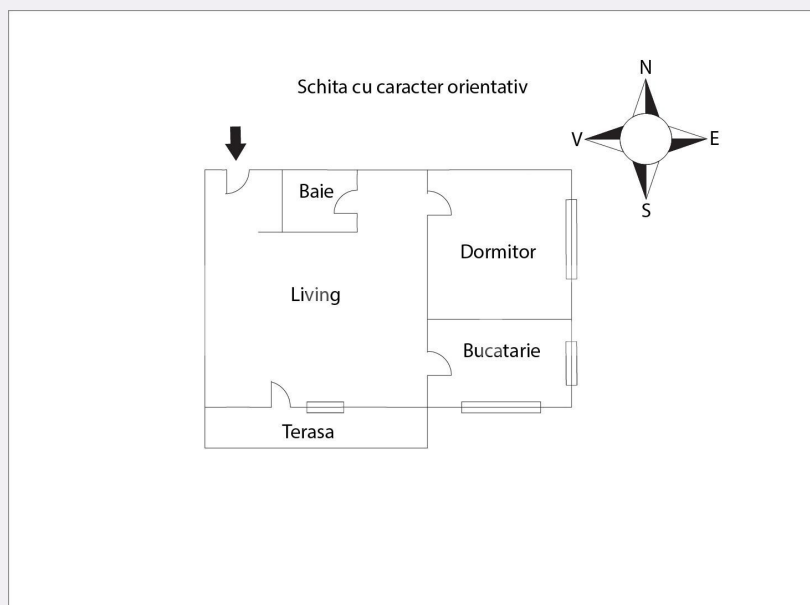 Schita cu caracter orientativ
N
V
E
S
Baie
Dormitor
Living
Bucatarie
Terasa